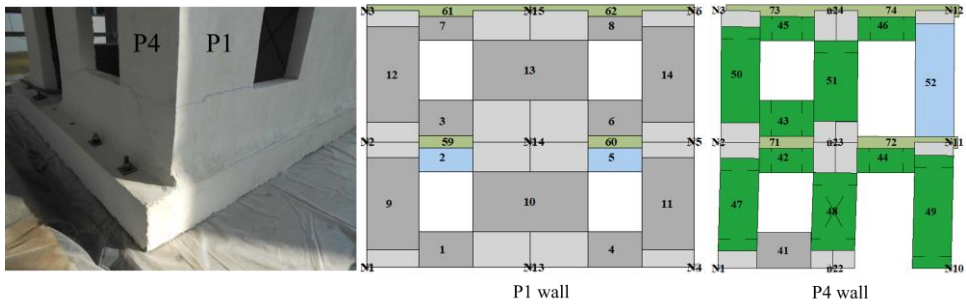 P4 P1
N3 61 N15 62 N6
7 8
12 13 14
3 6
N2 59 N14 60 N5
2 5
9 10 11
1 4
N1 N13 N4
P1 wall
N3 73 n24 74 N12
45 46
50 51 52
43
N2 71 n23 72 N11
42 44
47 48 49
41
N1 n22 N10
P4 wall